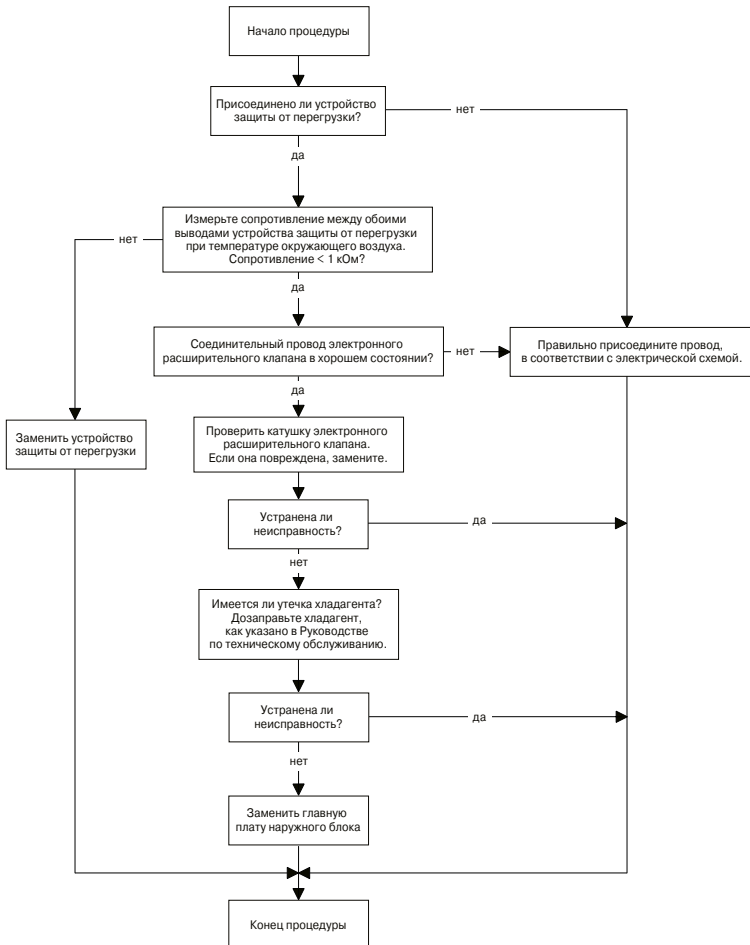 Начало процедуры
Присоединено ли устройство
защиты от перегрузки?
нет
да
Измерьте сопротивление между обоими
выводами устройства защиты от перегрузки
при температуре окружающего воздуха.
Сопротивление < 1 кОм?
нет
да
Соединительный провод электронного
расширительного клапана в хорошем состоянии?
нет
Правильно присоедините провод,
в соответствии с электрической схемой.
да
Заменить устройство
защиты от перегрузки
Проверить катушку электронного
расширительного клапана.
Если она повреждена, замените.
Устранена ли
неисправность?
да
нет
Имеется ли утечка хладагента?
Дозаправьте хладагент,
как указано в Руководстве
по техническому обслуживанию.
Устранена ли
неисправность?
да
нет
Заменить главную
плату наружного блока
Конец процедуры